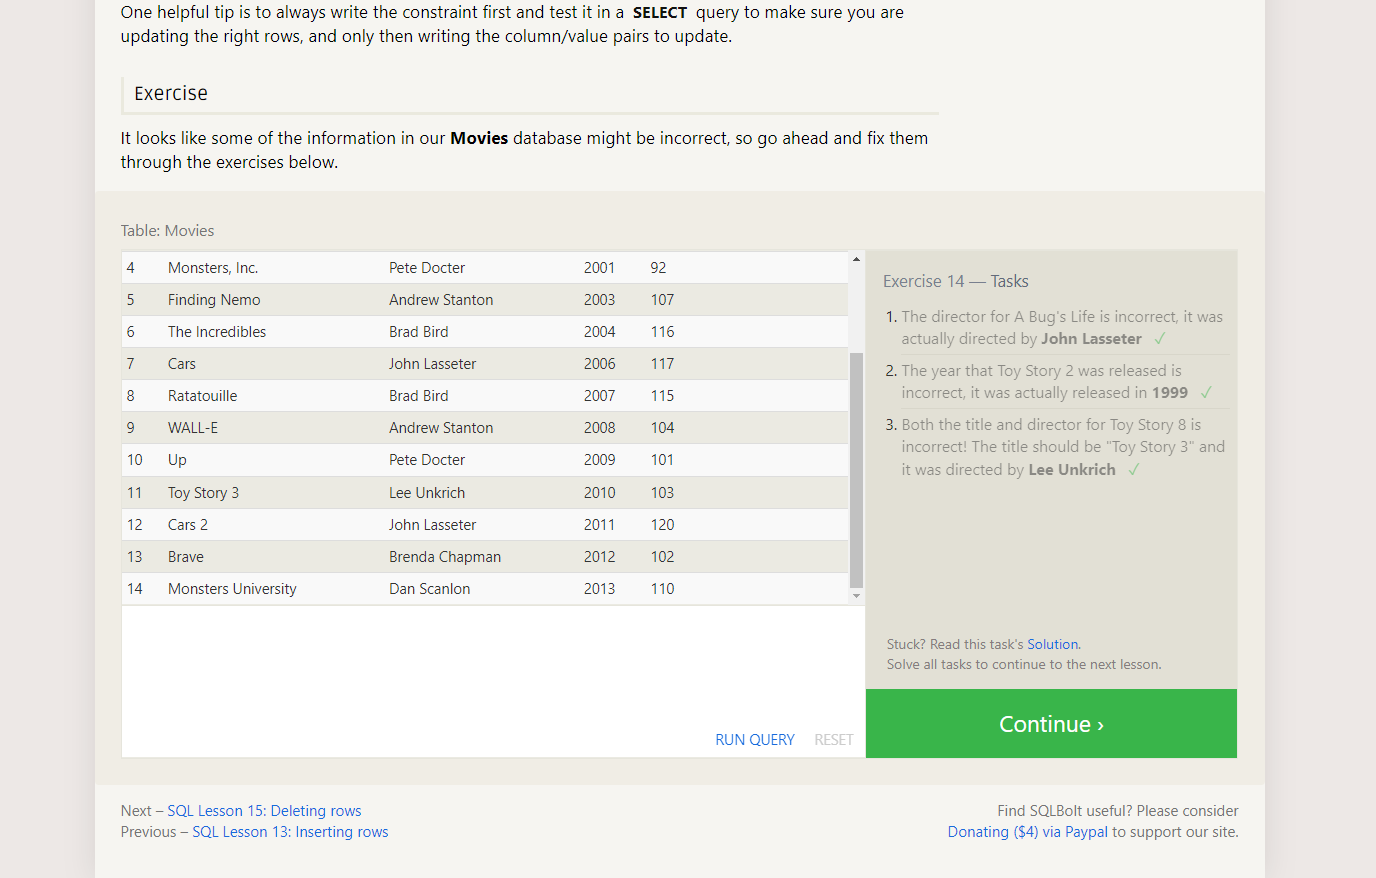 One helpful tip is to always write the constraint first and test it in a SELECT query to make sure you are
updating the right rows, and only then writing the column/value pairs to update.
Exercise
It looks like some of the information in our Movies database might be incorrect, so go ahead and fix them
through the exercises below.
Table: Movies
4 Monsters, Inc. Pete Docter 2001 92
5 Finding Nemo Andrew Stanton 2003 107
6 The Incredibles Brad Bird 2004 116
7 Cars John Lasseter 2006 117
8 Ratatouille Brad Bird 2007 115
9 WALL-E Andrew Stanton 2008 104
10 Up Pete Docter 2009 101
11 Toy Story 3 Lee Unkrich 2010 103
12 Cars 2 John Lasseter 2011 120
13 Brave Brenda Chapman 2012 102
14 Monsters University Dan Scanlon 2013 110
RUN QUERY RESET
Exercise 14 — Tasks
1. The director for A Bug's Life is incorrect, it was
actually directed by John Lasseter ✓
2. The year that Toy Story 2 was released is
incorrect, it was actually released in 1999 ✓
3. Both the title and director for Toy Story 8 is
incorrect! The title should be "Toy Story 3" and
it was directed by Lee Unkrich ✓
Stuck? Read this task's Solution.
Solve all tasks to continue to the next lesson.
Continue ›
Next – SQL Lesson 15: Deleting rows
Previous – SQL Lesson 13: Inserting rows
Find SQLBolt useful? Please consider
Donating ($4) via Paypal to support our site.